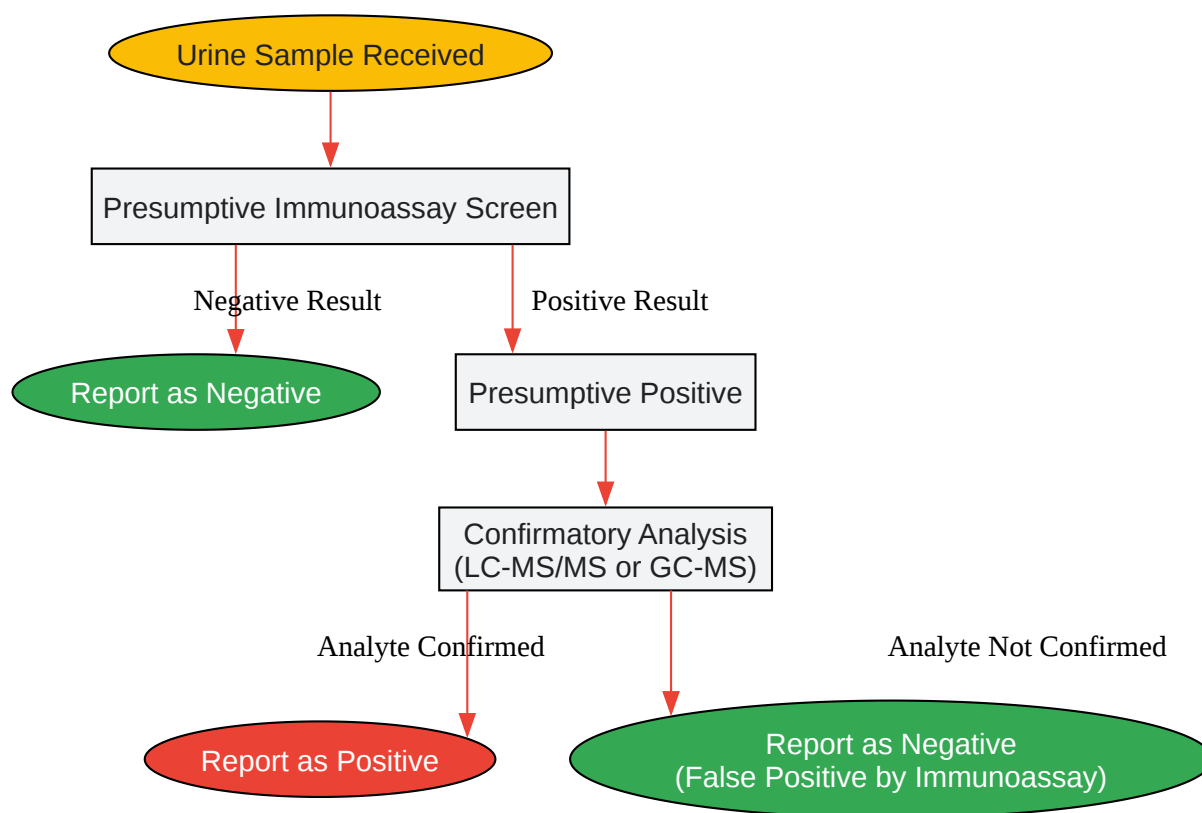 Urine Sample Received
Presumptive Immunoassay Screen
Negative Result
Positive Result
Report as Negative
Presumptive Positive
Confirmatory Analysis
(LC-MS/MS or GC-MS)
Analyte Confirmed
Analyte Not Confirmed
Report as Positive
Report as Negative
(False Positive by Immunoassay)